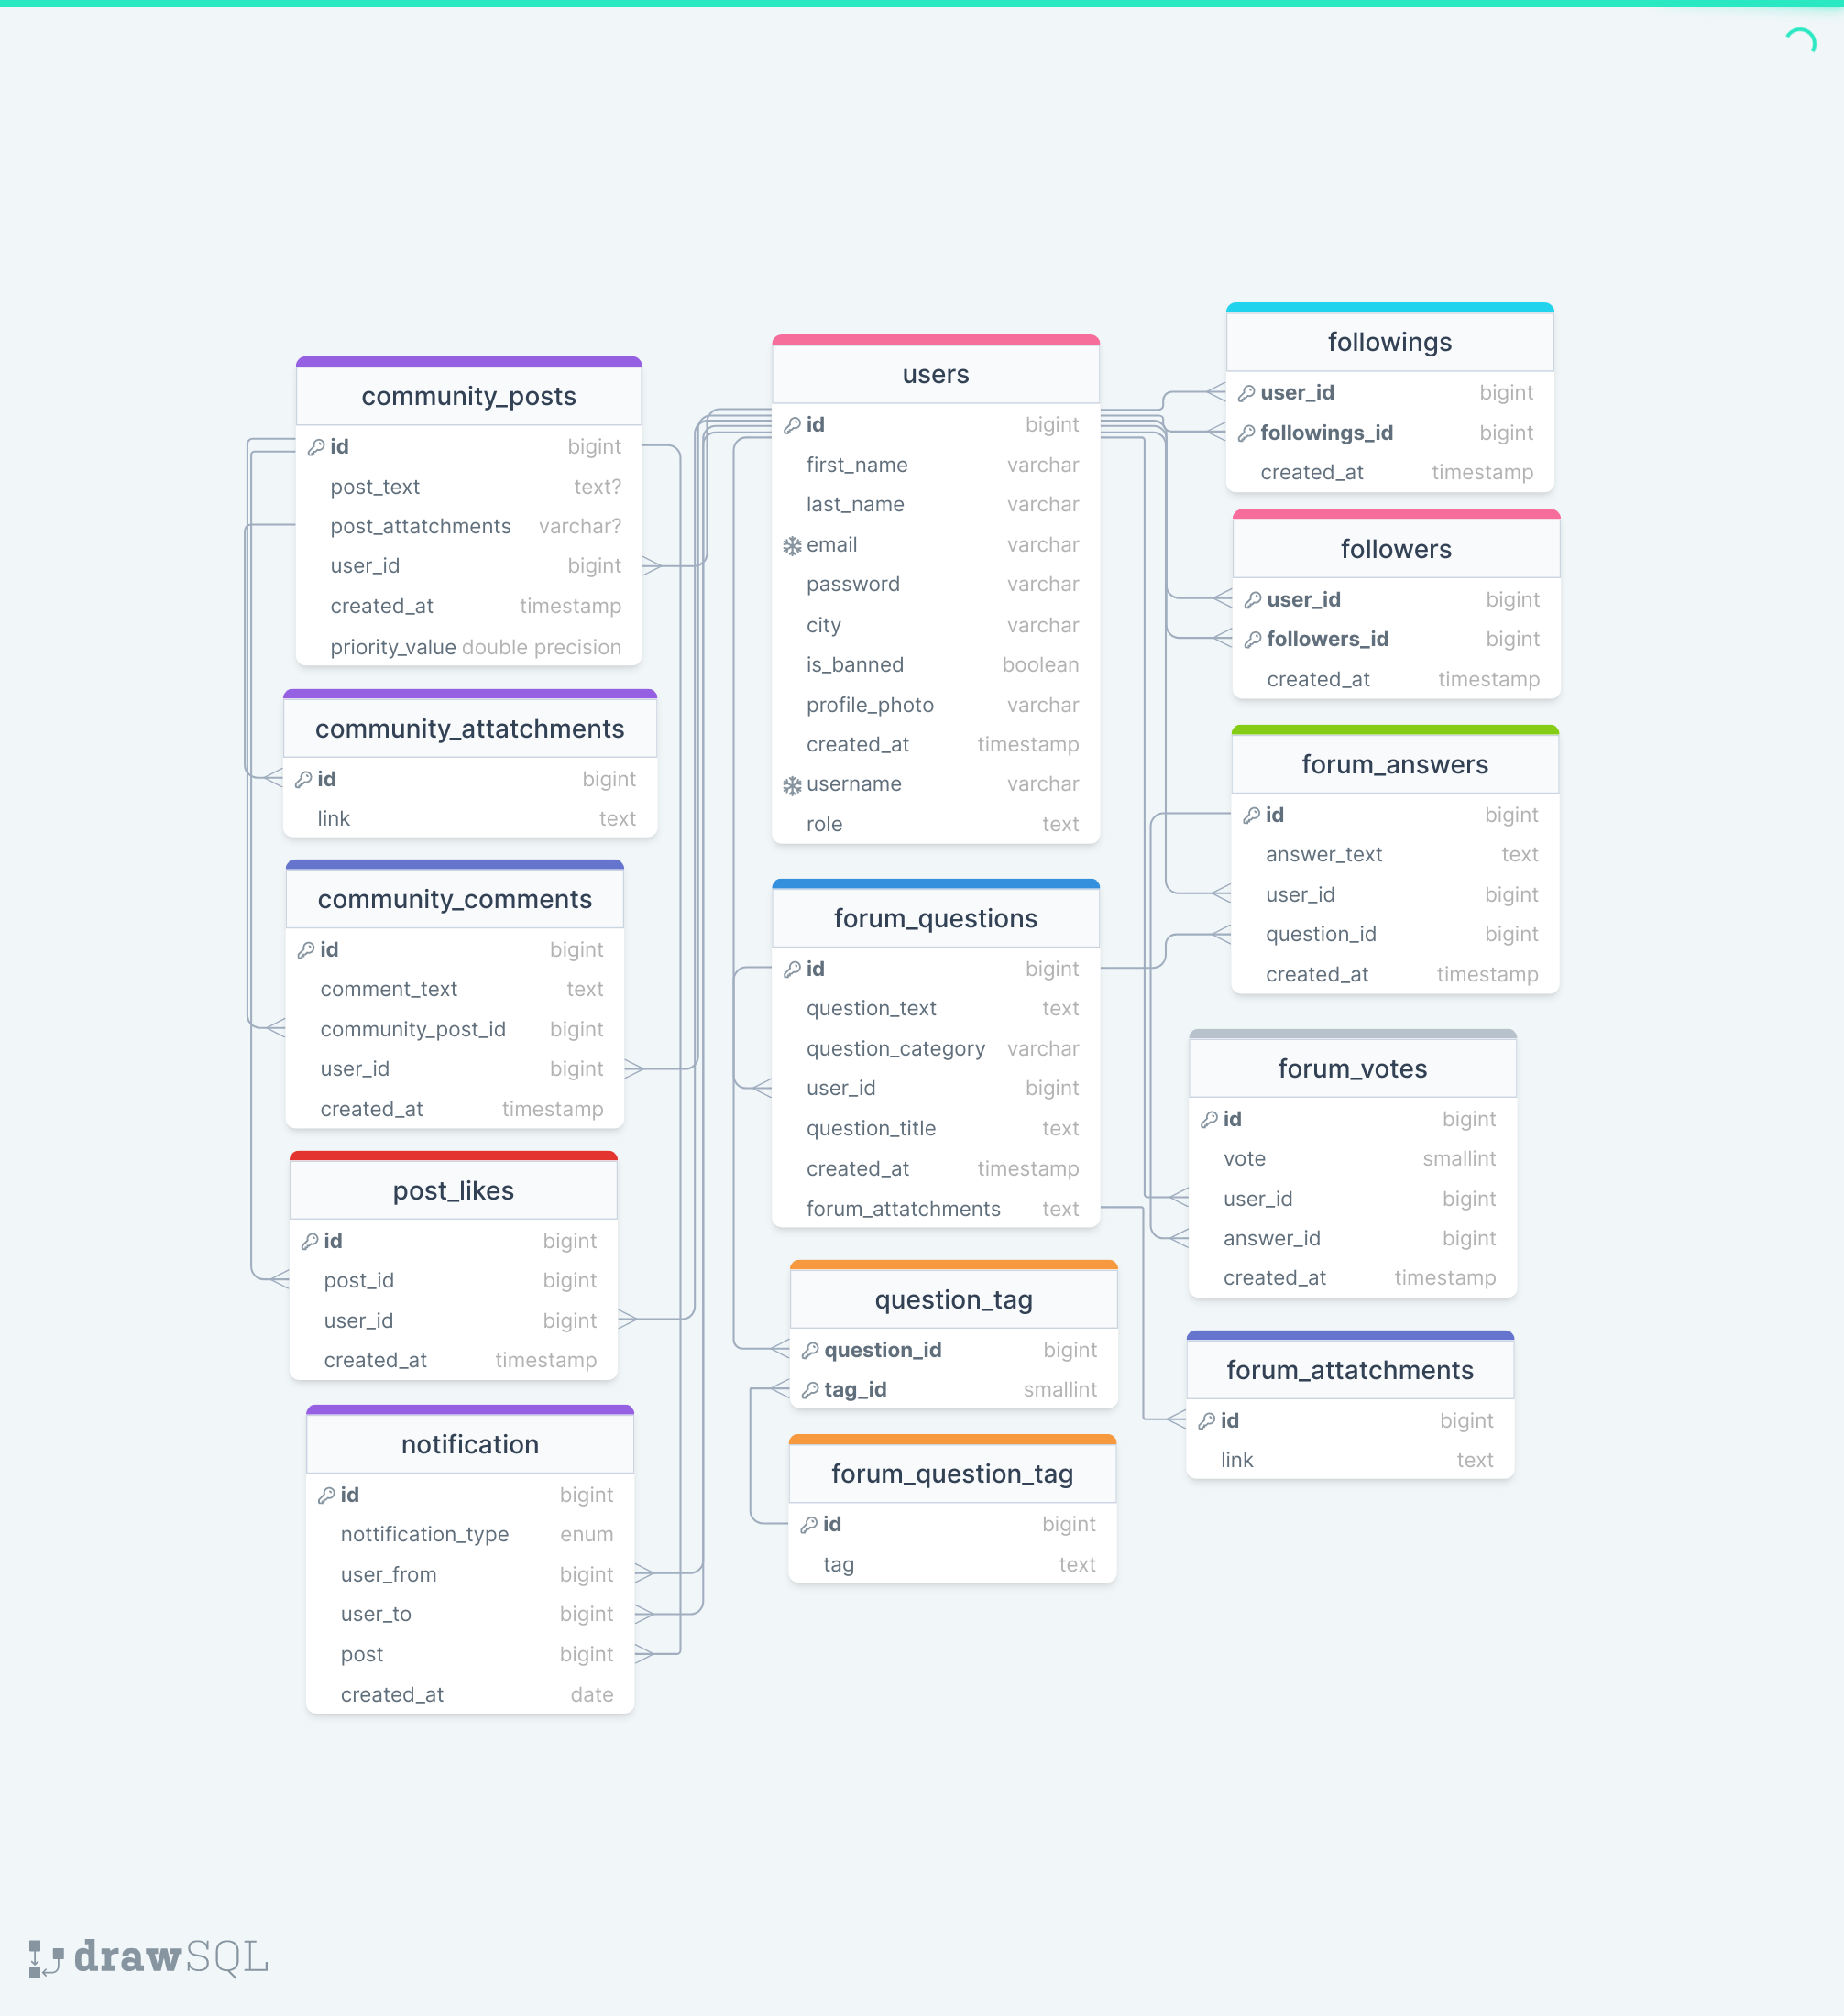 community_posts
id bigint
post_text text?
post_attatchments varchar?
user_id bigint
created_at timestamp
priority_value double precision
community_attatchments
id bigint
link text
community_comments
id bigint
comment_text text
community_post_id bigint
user_id bigint
created_at timestamp
post_likes
id bigint
post_id bigint
user_id bigint
created_at timestamp
notification
id bigint
nottification_type enum
user_from bigint
user_to bigint
post bigint
created_at date
users
id bigint
first_name varchar
last_name varchar
email varchar
password varchar
city varchar
is_banned boolean
profile_photo varchar
created_at timestamp
username varchar
role text
forum_questions
id bigint
question_text text
question_category varchar
user_id bigint
question_title text
created_at timestamp
forum_attatchments text
question_tag
question_id bigint
tag_id smallint
forum_question_tag
id bigint
tag text
followings
user_id bigint
followings_id bigint
created_at timestamp
followers
user_id bigint
followers_id bigint
created_at timestamp
forum_answers
id bigint
answer_text text
user_id bigint
question_id bigint
created_at timestamp
forum_votes
id bigint
vote smallint
user_id bigint
answer_id bigint
created_at timestamp
forum_attatchments
id bigint
link text
drawSQL